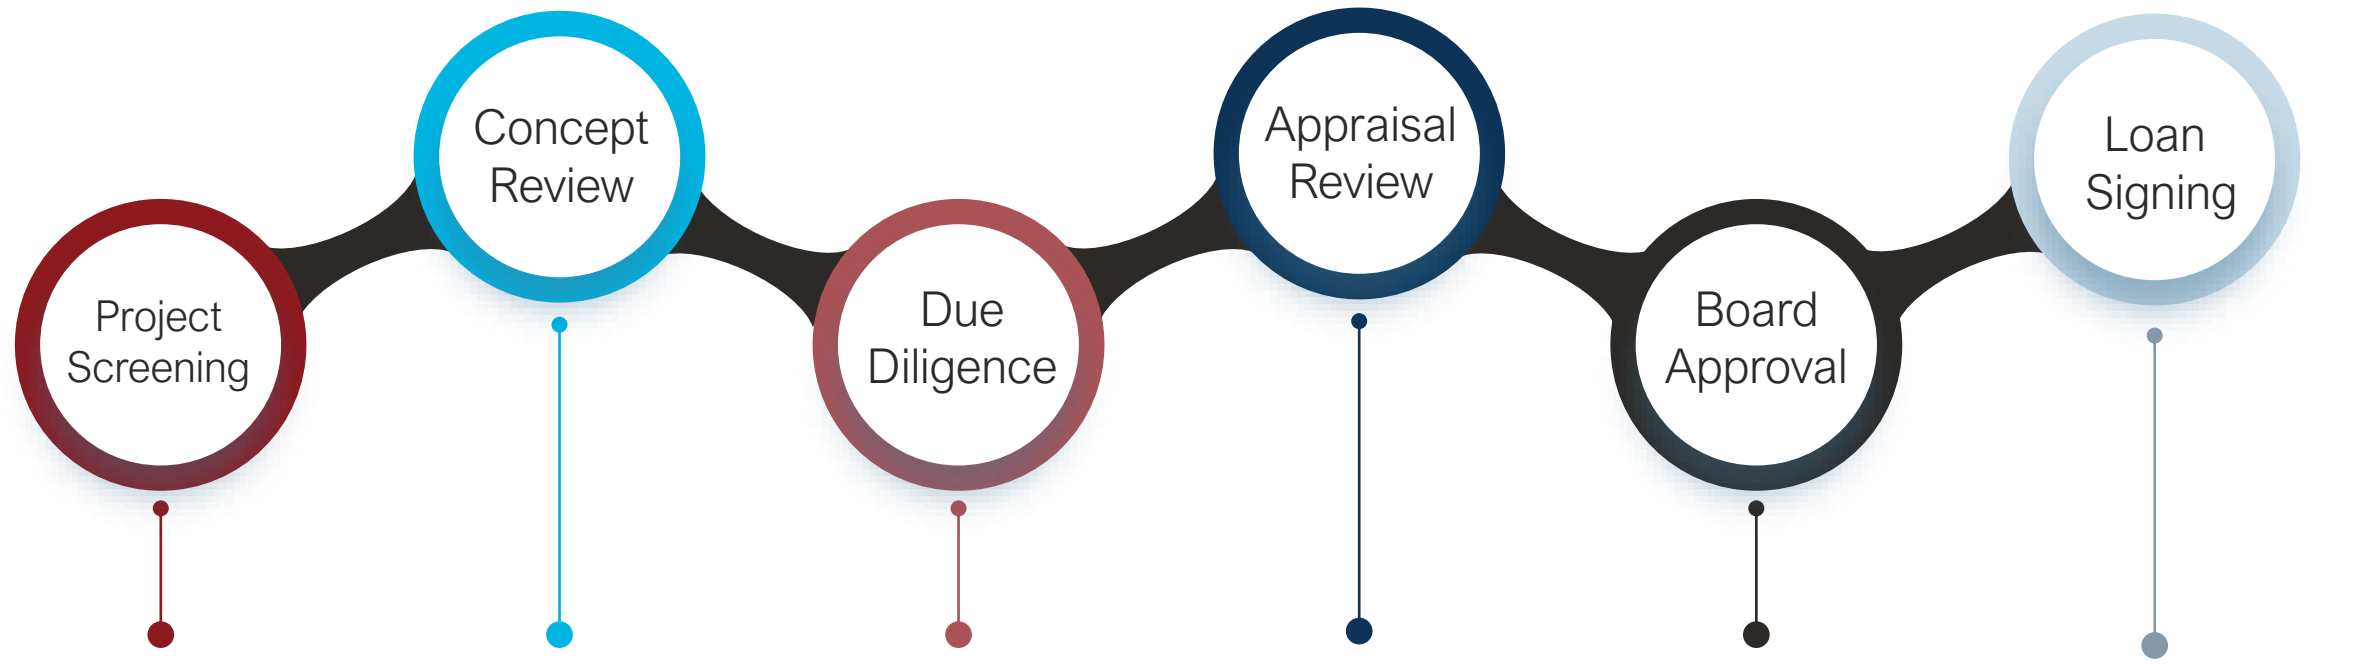 Project
Screening
Concept
Review
Due
Diligence
Appraisal
Review
Board
Approval
Loan
Signing